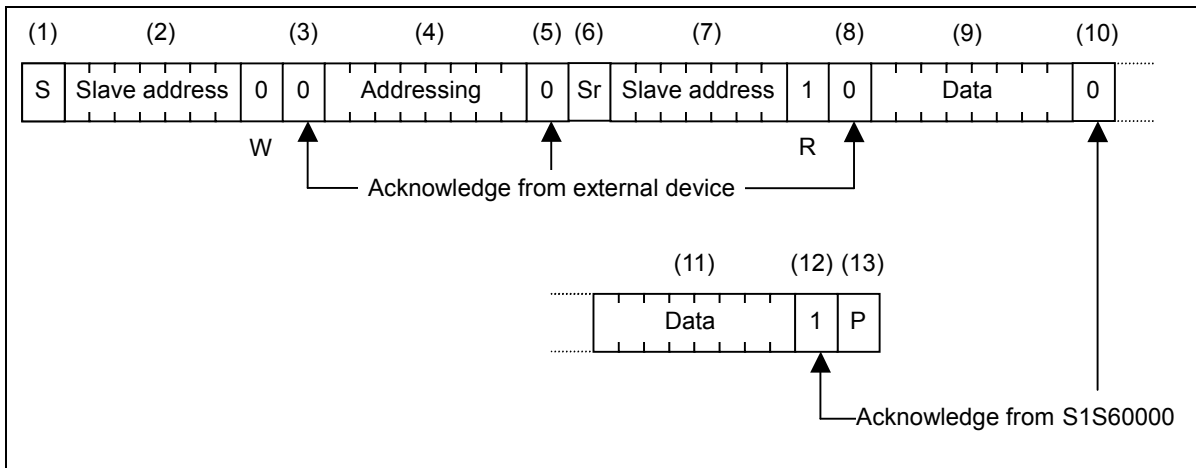 (1) (2) (3) (4) (5) (6) (7) (8) (9) (10)
S Slave address 0 0 Addressing 0 Sr Slave address 1 0 Data 0
W R
Acknowledge from external device
(11) (12) (13)
Data 1 P
Acknowledge from S1S60000